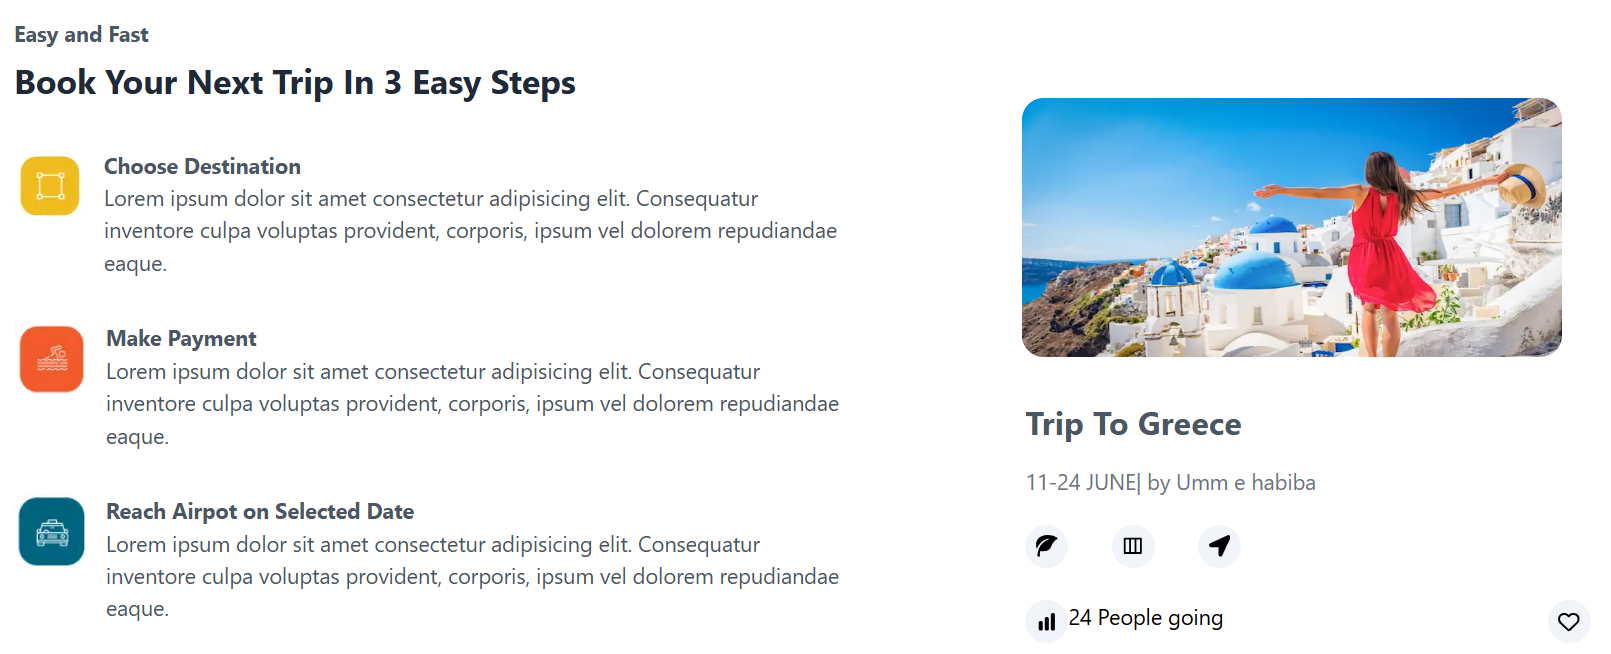 Easy and Fast
Book Your Next Trip In 3 Easy Steps
Choose Destination
Lorem ipsum dolor sit amet consectetur adipisicing elit. Consequatur
inventore culpa voluptas provident, corporis, ipsum vel dolorem repudiandae
eaque.
Make Payment
Lorem ipsum dolor sit amet consectetur adipisicing elit. Consequatur
inventore culpa voluptas provident, corporis, ipsum vel dolorem repudiandae
eaque.
Reach Airpot on Selected Date
Lorem ipsum dolor sit amet consectetur adipisicing elit. Consequatur
inventore culpa voluptas provident, corporis, ipsum vel dolorem repudiandae
eaque.
Trip To Greece
11-24 JUNE| by Umm e habiba
24 People going